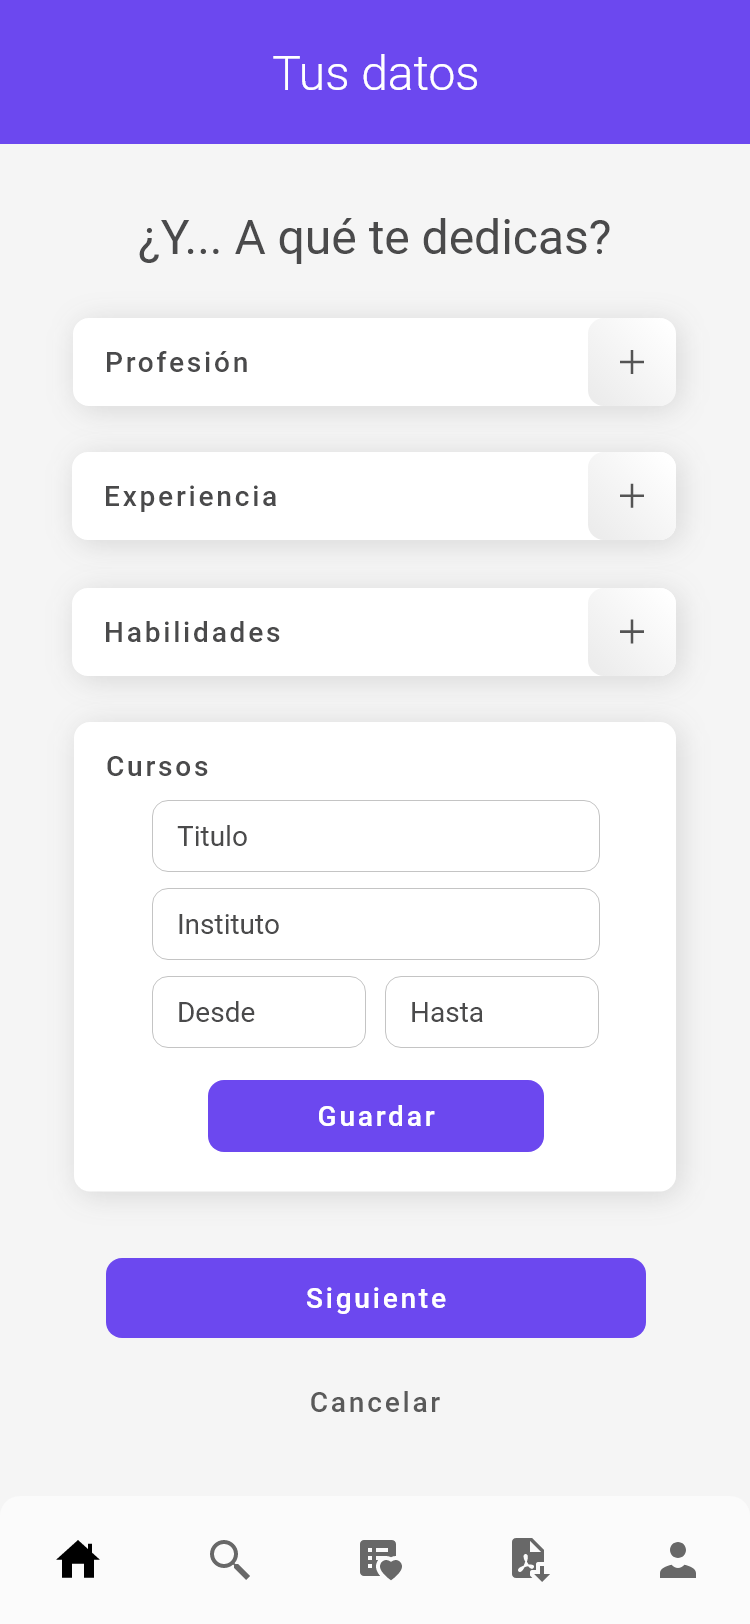 Tus datos
¿Y... A qué te dedicas?
Profesión
Experiencia
Habilidades
Cursos
Titulo
Instituto
Desde Hasta
Guardar
Siguiente
Cancelar